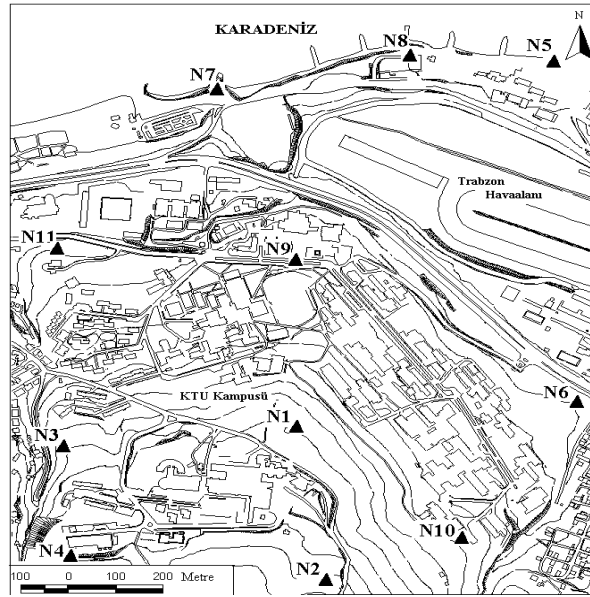 KARADENİZ
N
N8
N5
N7
Trabzon
Havaalanı
N11
N9
KTU Kampusü
N1
N6
N3
N10
N4
N2
100 0 100 200 Metre